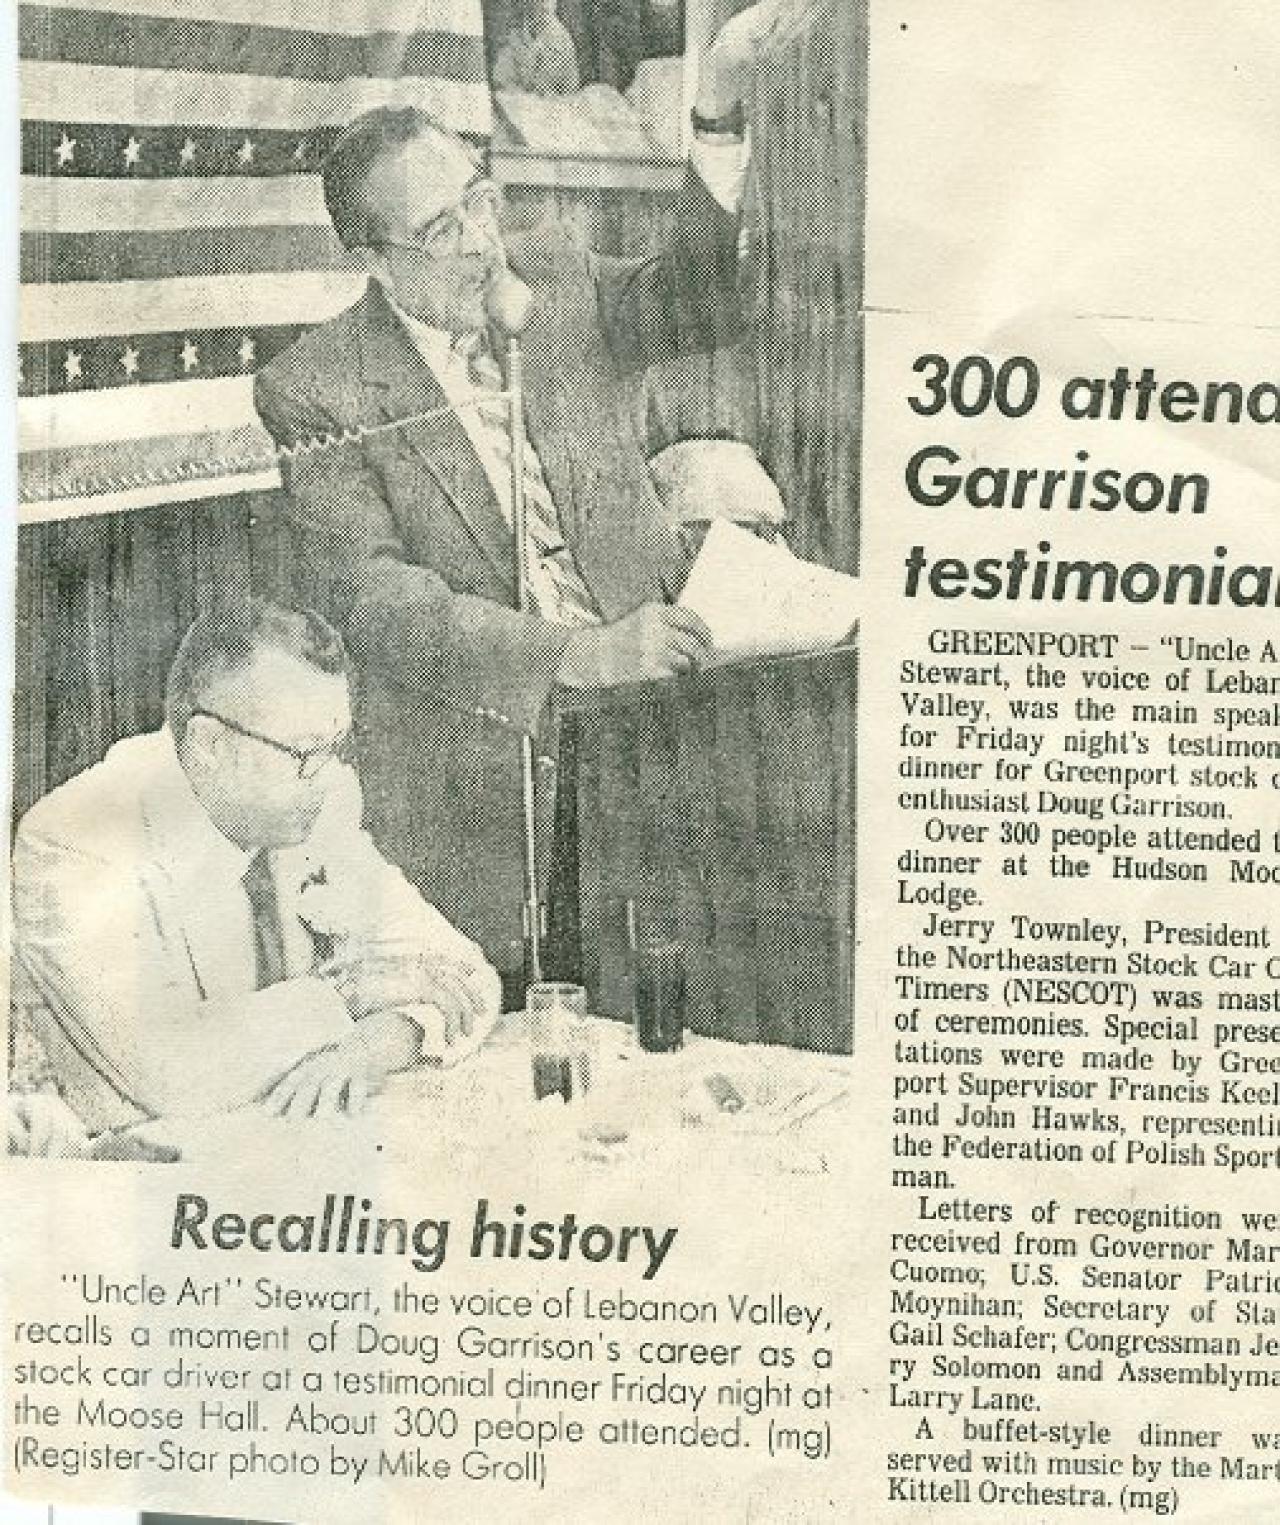 Recalling history
"Uncle Art" Stewart, the voice of Lebanon Valley,
recalls a moment of Doug Garrison's career as a
stock car driver at a testimonial dinner Friday night at
the Moose Hall. About 300 people attended. (mg)
(Register-Star photo by Mike Groll)
300 attend
Garrison
testimonial
GREENPORT — "Uncle A
Stewart, the voice of Leban
Valley, was the main speak
for Friday night's testimon
dinner for Greenport stock c
enthusiast Doug Garrison.
Over 300 people attended t
dinner at the Hudson Moo
Lodge.
Jerry Townley, President
the Northeastern Stock Car O
Timers (NESCOT) was mast
of ceremonies. Special prese
tations were made by Gree
port Supervisor Francis Keel
and John Hawks, representin
the Federation of Polish Sport
man.
Letters of recognition we
received from Governor Mar
Cuomo; U.S. Senator Patric
Moynihan; Secretary of Sta
Gail Schafer; Congressman Je
ry Solomon and Assemblyma
Larry Lane.
A buffet-style dinner wa
served with music by the Mart
Kittell Orchestra. (mg)